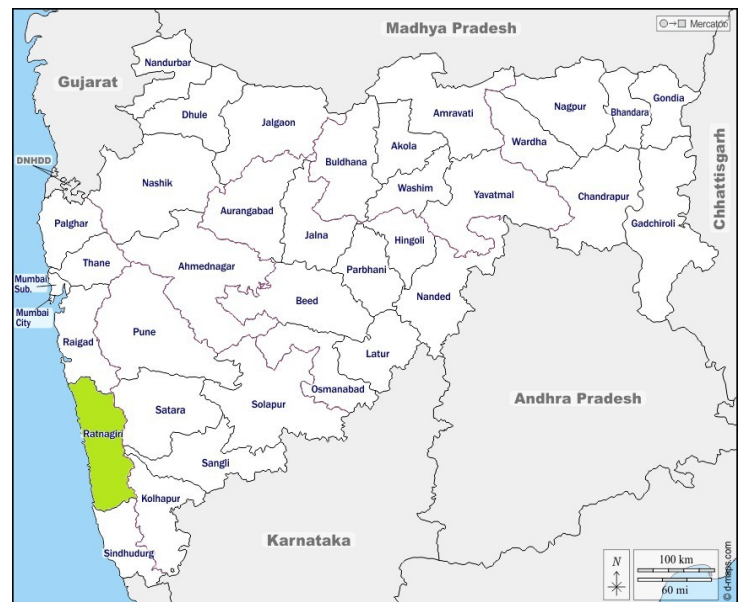 Madhya Pradesh
Mercator
Nandurbar
Gujarat
Dhule
Jalgaon
Amravati
Nagpur
Bhandara
Gondia
Buldhana
Akola
Wardha
DNHDD
Nashik
Washim
Yavatmal
Chandrapur
Chhattisgarh
Aurangabad
Palghar
Jalna
Hingoli
Gadchiroli
Thane
Ahmednagar
Parbhani
Mumbai
Sub.
Beed
Nanded
Mumbai
City
Raigad
Pune
Latur
Osmanabad
Andhra Pradesh
Satara
Solapur
Ratnagiri
Sangli
Kolhapur
Karnataka
Sindhudurg
N
100 km
60 mi
© d-maps.com